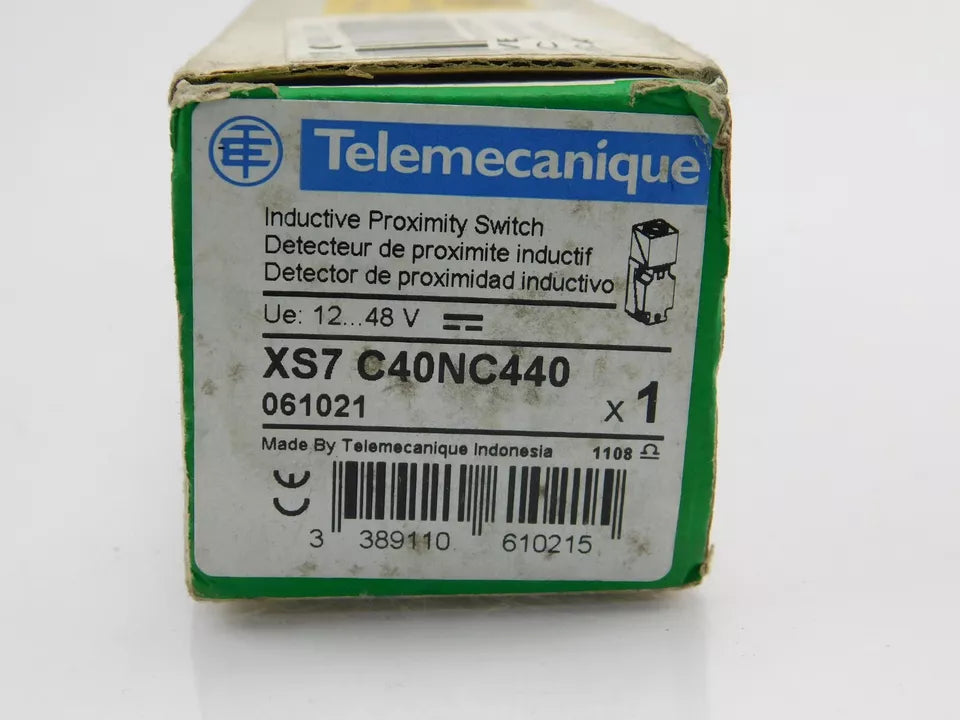 Telemecanique
Inductive Proximity Switch
Detecteur de proximite inductif
Detector de proximidad inductivo
Ue: 12...48 V
XS7 C40NC440
061021 x 1
Made By Telemecanique Indonesia 1108
CE
3 389110 610215